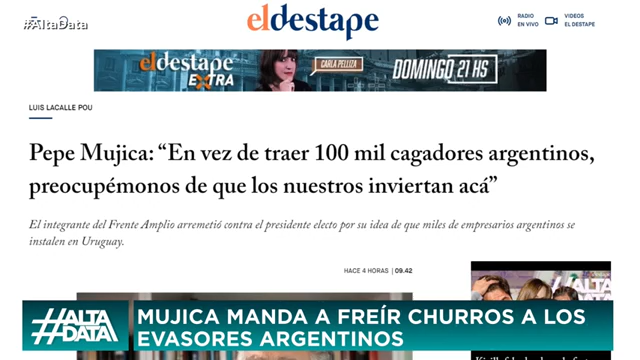 #AltaData
eldestape
RADIO
EN VIVO
VIDEOS
EL DESTAPE
eldestape
EXTRA
CARLA PELLIZA
DOMINGO 21 HS
LUIS LACALLE POU
Pepe Mujica: “En vez de traer 100 mil cagadores argentinos,
preocupémonos de que los nuestros inviertan acá”
El integrante del Frente Amplio arremetió contra el presidente electo por su idea de que miles de empresarios argentinos se
instalen en Uruguay.
HACE 4 HORAS | 09.42
#ALTA
DATA
MUJICA MANDA A FREÍR CHURROS A LOS
EVASORES ARGENTINOS